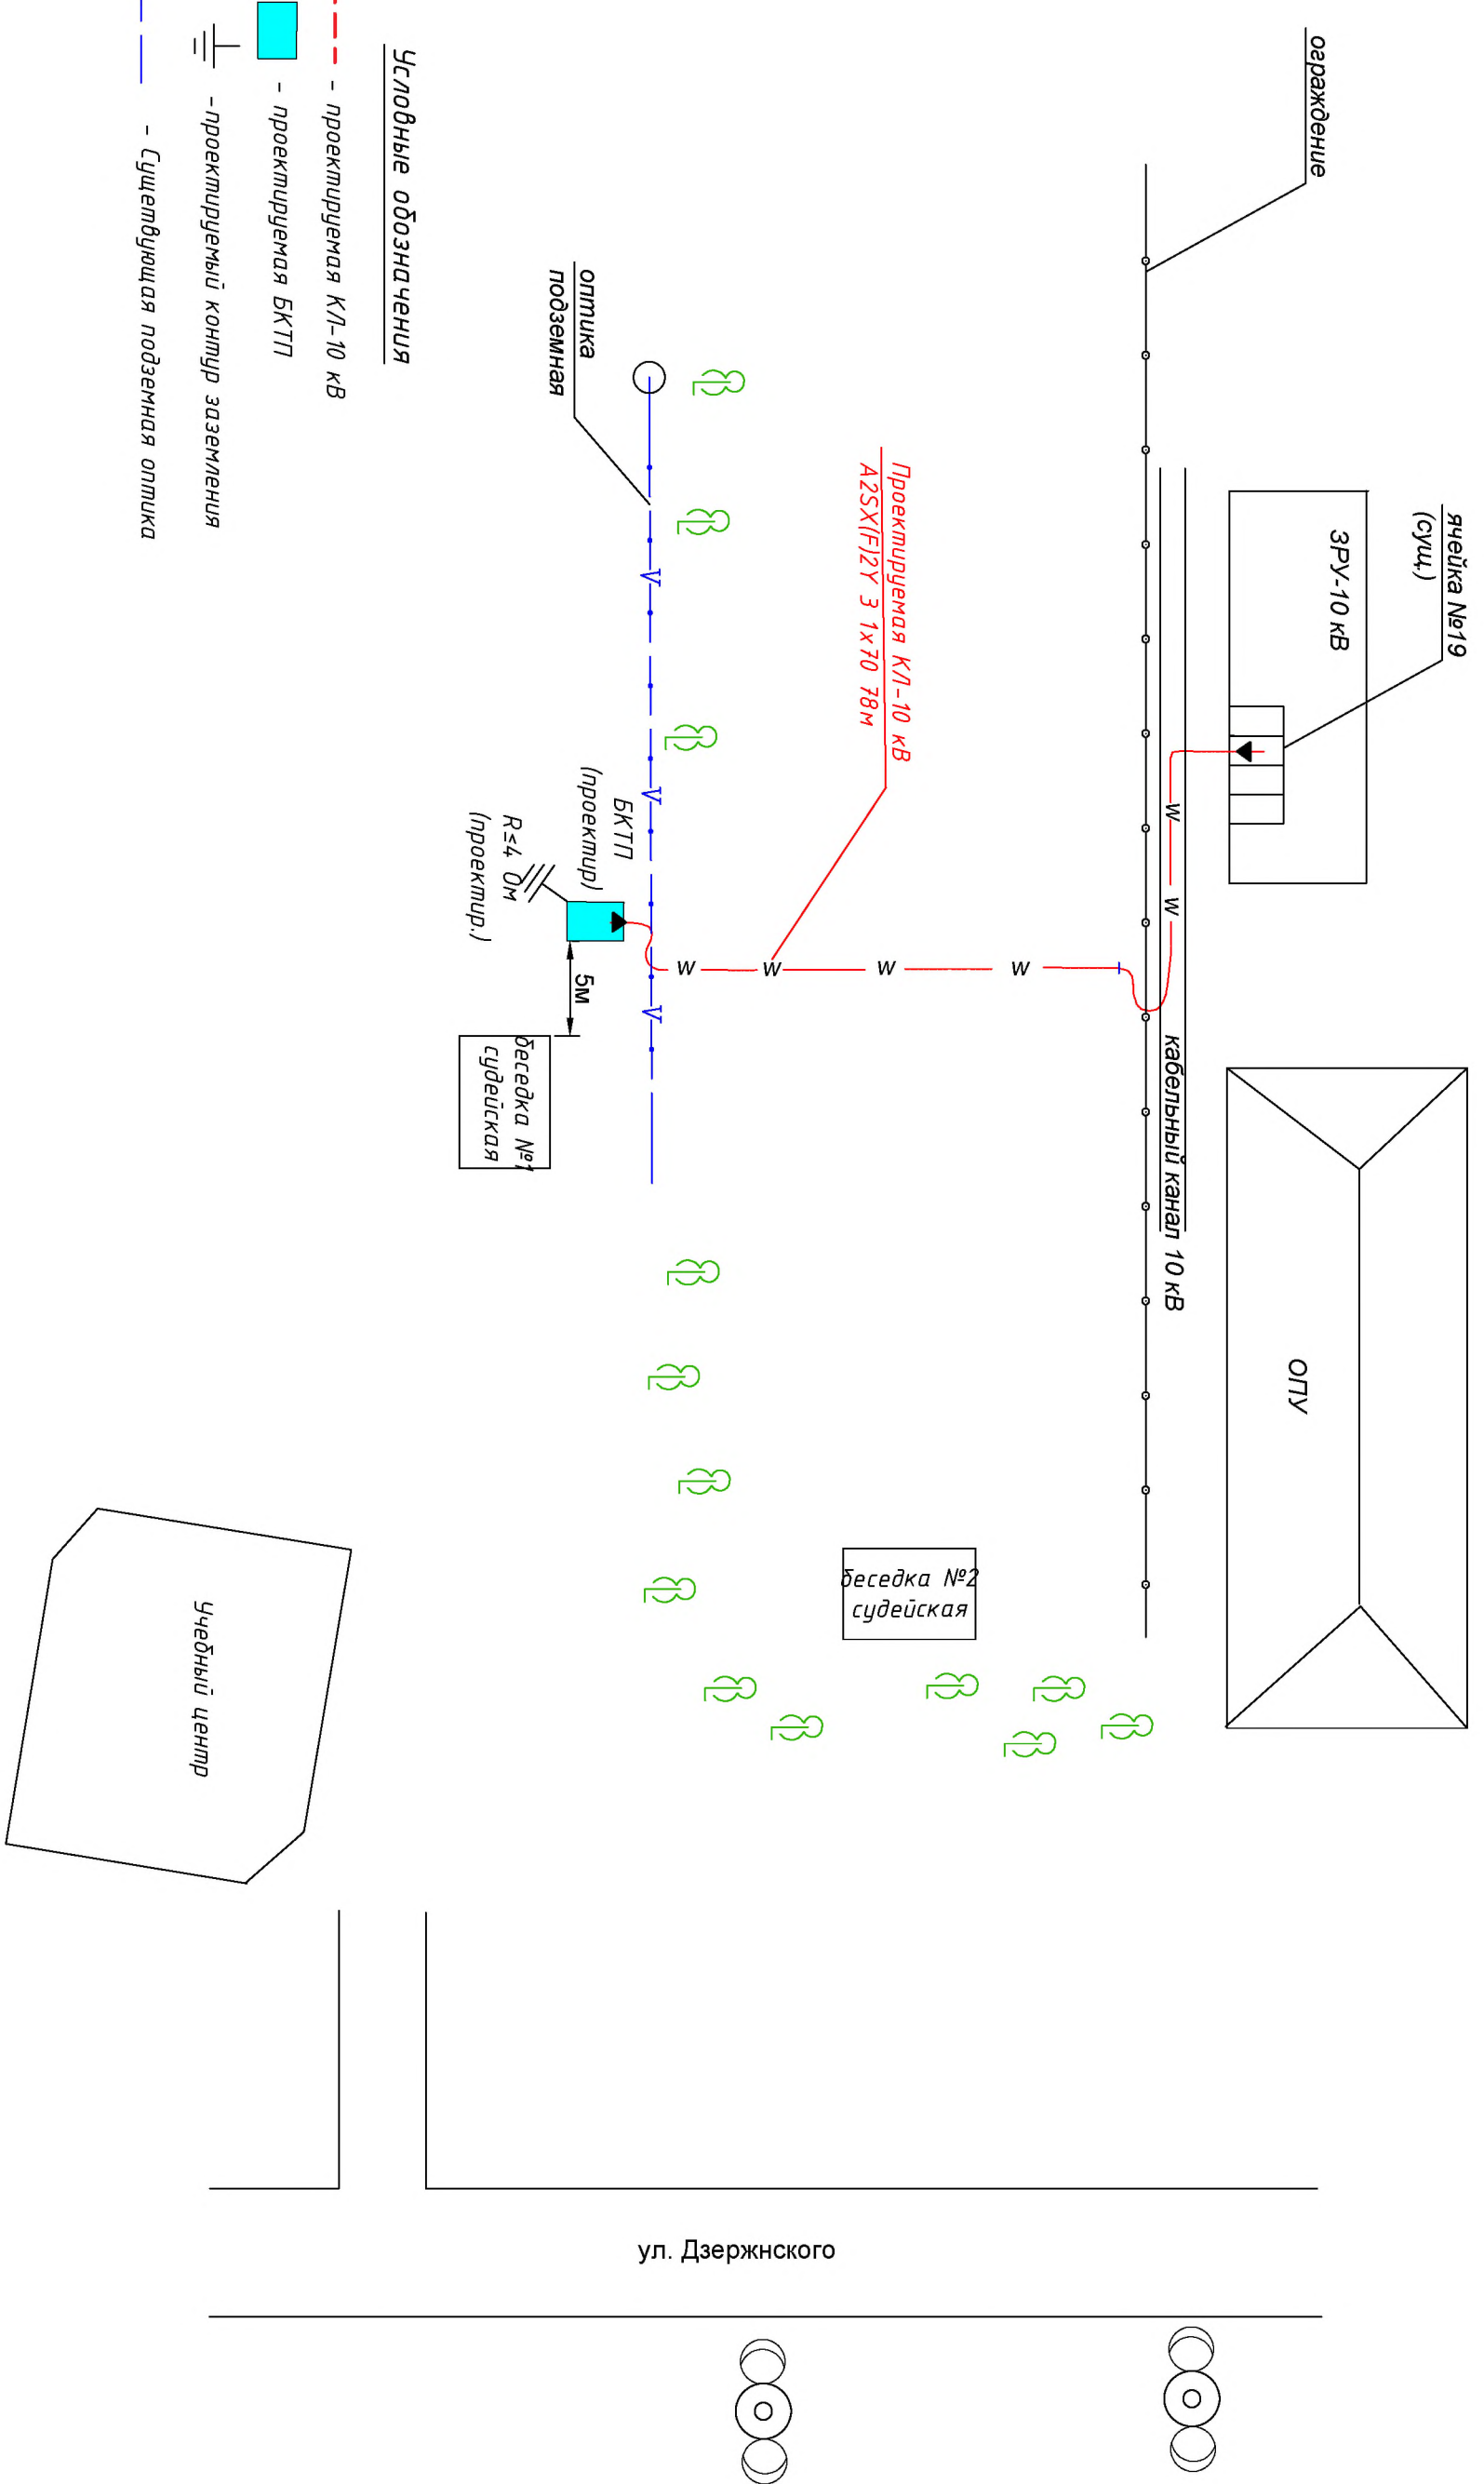 ограждение
ячейка №19
(сущ.)
ЗРУ-10 кВ
кабельный канал 10 кВ
ОПУ
W
W
Проектируемая КЛ-10 кВ
A2SX(F)2Y 3 1x70 78м
W
W
W
W
оптика
подземная
V
V
V
БКТП
(проектир)
R≤4 Ом
(проектир.)
5м
беседка №1
судейская
беседка №2
судейская
Условные обозначения
- проектируемая КЛ-10 кВ
- проектируемая БКТП
-проектируемый контур заземления
- Сущетвующая подземная оптика
Учебный центр
ул. Дзержнского